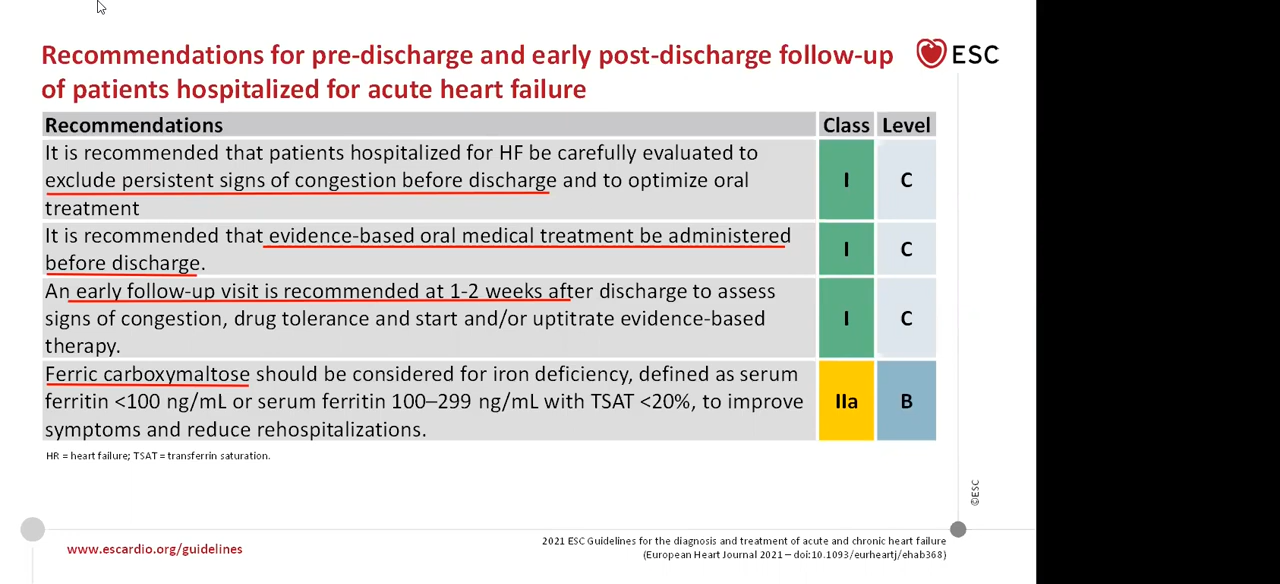 Recommendations for pre-discharge and early post-discharge follow-up
of patients hospitalized for acute heart failure
ESC
Recommendations Class Level
It is recommended that patients hospitalized for HF be carefully evaluated to
exclude persistent signs of congestion before discharge and to optimize oral
treatment
I C
It is recommended that evidence-based oral medical treatment be administered
before discharge.
I C
An early follow-up visit is recommended at 1-2 weeks after discharge to assess
signs of congestion, drug tolerance and start and/or uptitrate evidence-based
therapy.
I C
Ferric carboxymaltose should be considered for iron deficiency, defined as serum
ferritin <100 ng/mL or serum ferritin 100–299 ng/mL with TSAT <20%, to improve
symptoms and reduce rehospitalizations.
IIa B
HR = heart failure; TSAT = transferrin saturation.
©ESC
www.escardio.org/guidelines
2021 ESC Guidelines for the diagnosis and treatment of acute and chronic heart failure
(European Heart Journal 2021 – doi:10.1093/eurheartj/ehab368)